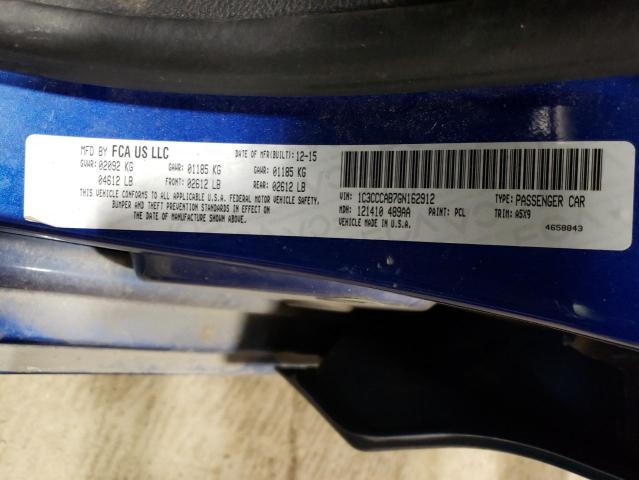 MFD BY FCA US LLC DATE OF MFR(BUILT): 12-15
GVWR: 02092 KG GAWR: 01185 KG GAWR: 01185 KG
04612 LB FRONT: 02612 LB REAR: 02612 LB
THIS VEHICLE CONFORMS TO ALL APPLICABLE U.S.A. FEDERAL MOTOR VEHICLE SAFETY,
BUMPER AND THEFT PREVENTION STANDARDS IN EFFECT ON
THE DATE OF MANUFACTURE SHOWN ABOVE.
VIN: 1C3CCCAB7GN162912 TYPE: PASSENGER CAR
MDH: 121410 489AA PAINT: PCL TRIM: A5X9
VEHICLE MADE IN U.S.A. 4658843